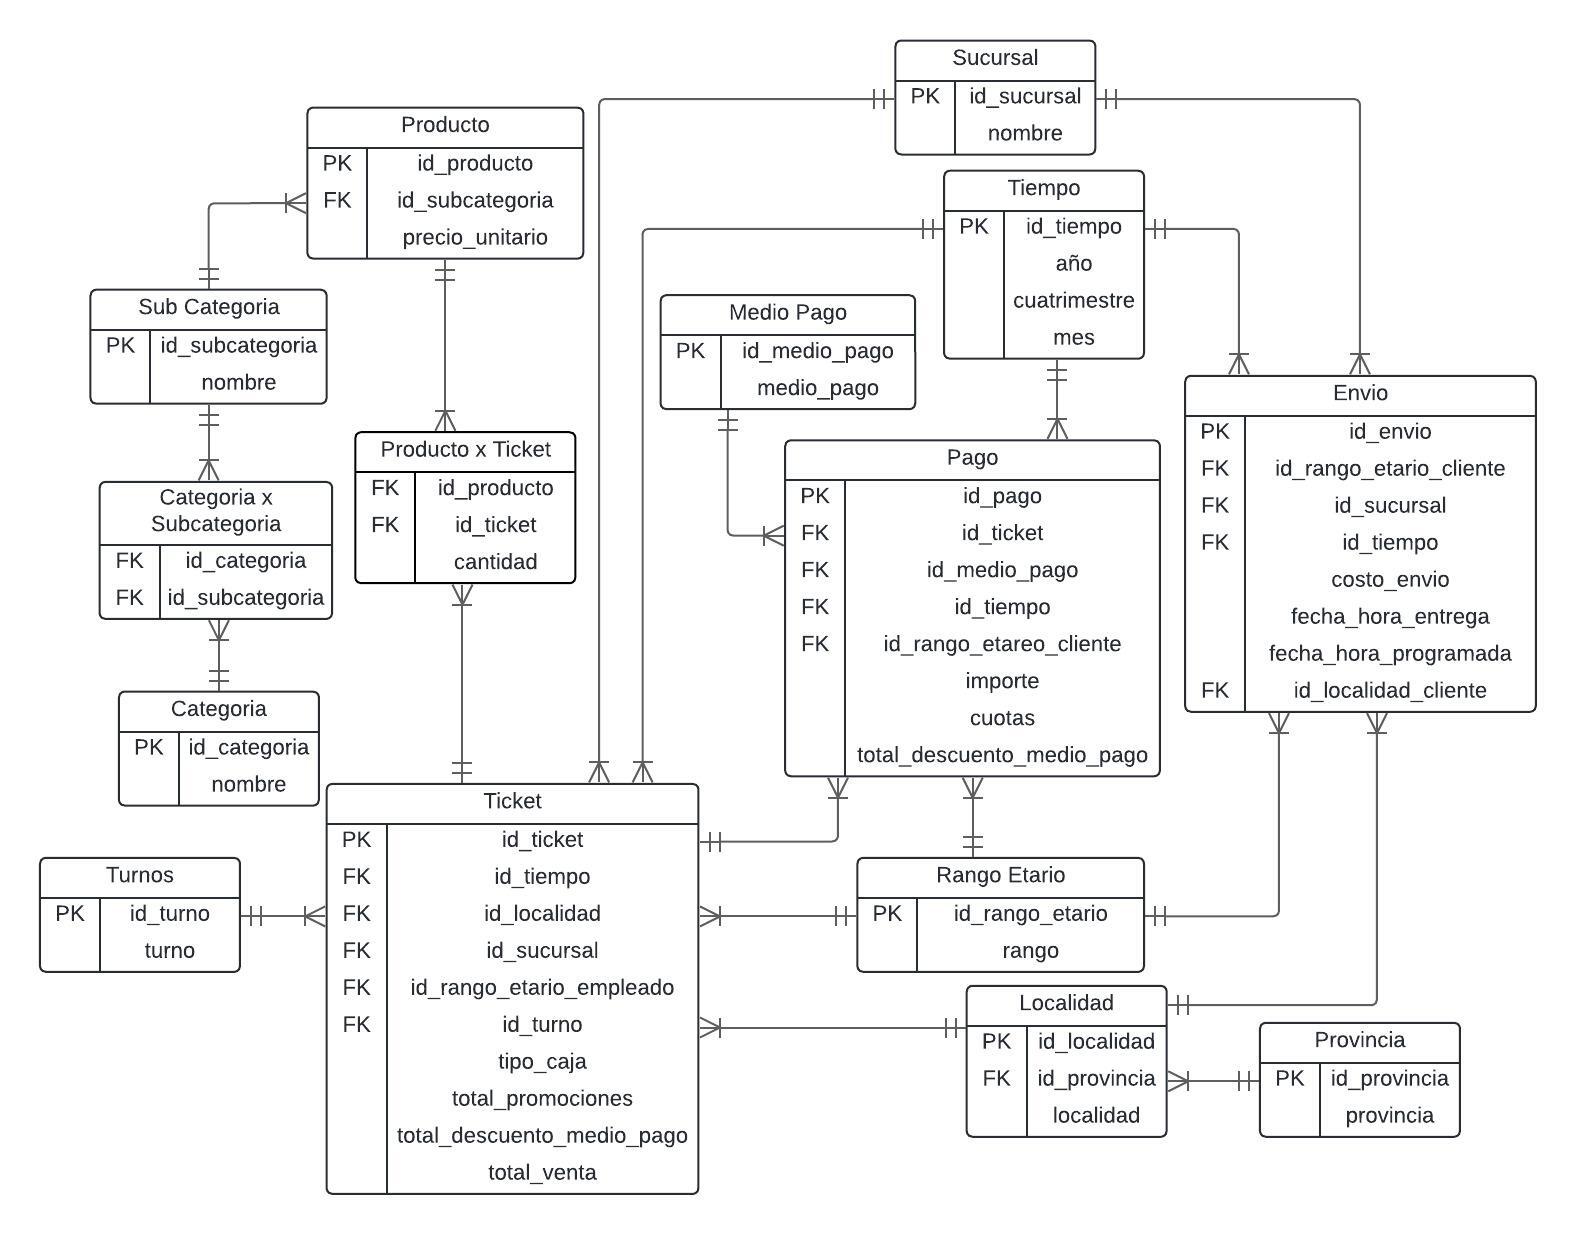 Sucursal
PK id_sucursal
nombre
Producto
PK id_producto
FK id_subcategoria
precio_unitario
Tiempo
PK id_tiempo
año
cuatrimestre
mes
Sub Categoria
PK id_subcategoria
nombre
Medio Pago
PK id_medio_pago
medio_pago
Envio
PK id_envio
FK id_rango_etario_cliente
FK id_sucursal
FK id_tiempo
costo_envio
fecha_hora_entrega
fecha_hora_programada
FK id_localidad_cliente
Producto x Ticket
FK id_producto
FK id_ticket
cantidad
Pago
PK id_pago
FK id_ticket
FK id_medio_pago
FK id_tiempo
FK id_rango_etareo_cliente
importe
cuotas
total_descuento_medio_pago
Categoria x
Subcategoria
FK id_categoria
FK id_subcategoria
Categoria
PK id_categoria
nombre
Ticket
PK id_ticket
FK id_tiempo
FK id_localidad
FK id_sucursal
FK id_rango_etario_empleado
FK id_turno
tipo_caja
total_promociones
total_descuento_medio_pago
total_venta
Turnos
PK id_turno
turno
Rango Etario
PK id_rango_etario
rango
Localidad
PK id_localidad
FK id_provincia
localidad
Provincia
PK id_provincia
provincia